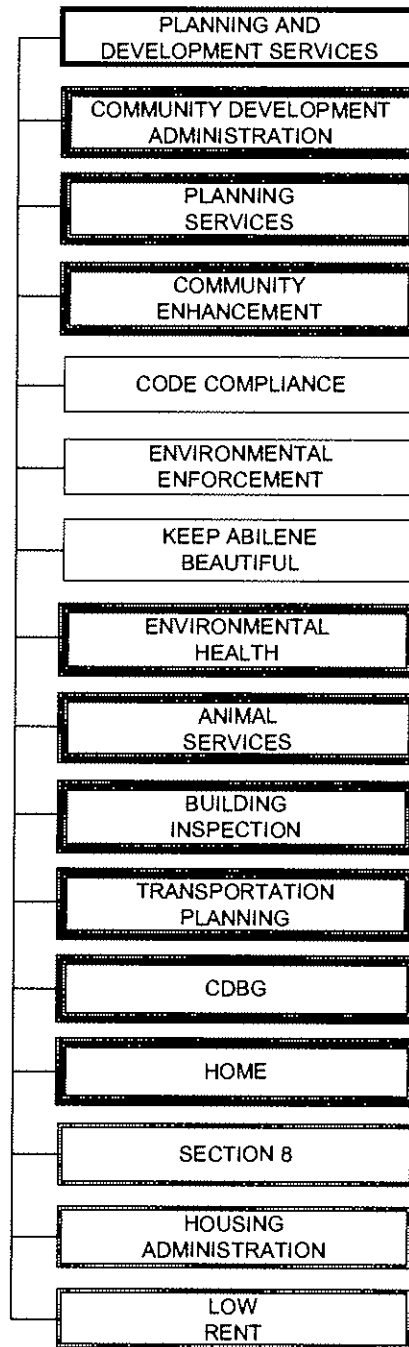 PLANNING AND
DEVELOPMENT SERVICES
COMMUNITY DEVELOPMENT
ADMINISTRATION
PLANNING
SERVICES
COMMUNITY
ENHANCEMENT
CODE COMPLIANCE
ENVIRONMENTAL
ENFORCEMENT
KEEP ABILENE
BEAUTIFUL
ENVIRONMENTAL
HEALTH
ANIMAL
SERVICES
BUILDING
INSPECTION
TRANSPORTATION
PLANNING
CDBG
HOME
SECTION 8
HOUSING
ADMINISTRATION
LOW
RENT